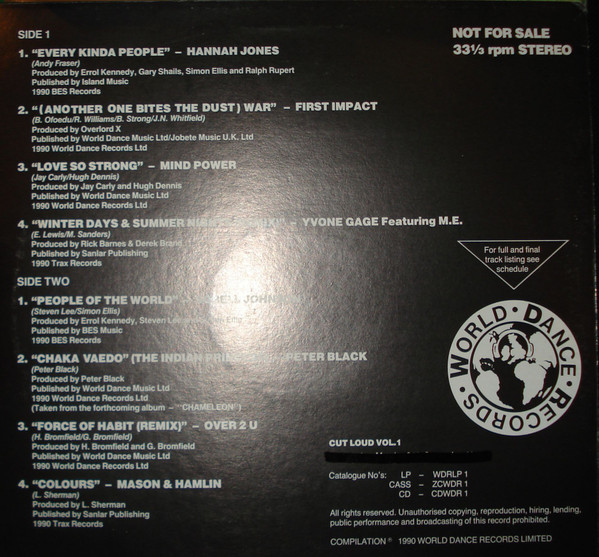 SIDE 1
1. “EVERY KINDA PEOPLE” – HANNAH JONES
(Andy Fraser)
Produced by Errol Kennedy, Gary Shails, Simon Ellis and Ralph Rupert
Published by Island Music
1990 BES Records
2. “(ANOTHER ONE BITES THE DUST) WAR” – FIRST IMPACT
(B. Ofoedu/R. Williams/B. Strong/J.N. Whitfield)
Produced by Overlord X
Published by World Dance Music Ltd/Jobete Music U.K. Ltd
1990 World Dance Records Ltd
3. “LOVE SO STRONG” – MIND POWER
(Jay Carly/Hugh Dennis)
Produced by Jay Carly and Hugh Dennis
Published by World Dance Music Ltd
1990 World Dance Records Ltd
4. “WINTER DAYS & SUMMER – YVONE GAGE Featuring M.E.
(E. Lewis/M. Sanders)
Produced by Rick Barnes & Derek
Published by Sanlar Publishing
1990 Trax Records
SIDE TWO
1. “PEOPLE OF THE WORLD”
(Steven Lee/Simon Ellis)
Produced by Errol Kennedy, Steven
Published by BES Music
1990 BES Records
2. “CHAKA VAEDO” (THE INDIAN PETER BLACK
(Peter Black)
Produced by Peter Black
Published by World Dance Music Ltd
1990 World Dance Records Ltd
(Taken from the forthcoming album – “CHAMELEON”)
3. “FORCE OF HABIT (REMIX)” – OVER 2 U
(H. Bromfield/G. Bromfield)
Produced by H. Bromfield and G. Bromfield
Published by World Dance Music Ltd
1990 World Dance Records Ltd
4. “COLOURS” – MASON & HAMLIN
(L. Sherman)
Produced by L. Sherman
Published by Sanlar Publishing
1990 Trax Records
NOT FOR SALE
33⅓ rpm STEREO
For full and final
track listing see
schedule
WORLD · DANCE · RECORDS ·
CUT LOUD VOL.1
Catalogue No's: LP – WDRLP 1
CASS – ZCWDR 1
CD – CDWDR 1
All rights reserved. Unauthorised copying, reproduction, hiring, lending,
public performance and broadcasting of this record prohibited.
COMPILATION ℗ 1990 WORLD DANCE RECORDS LIMITED